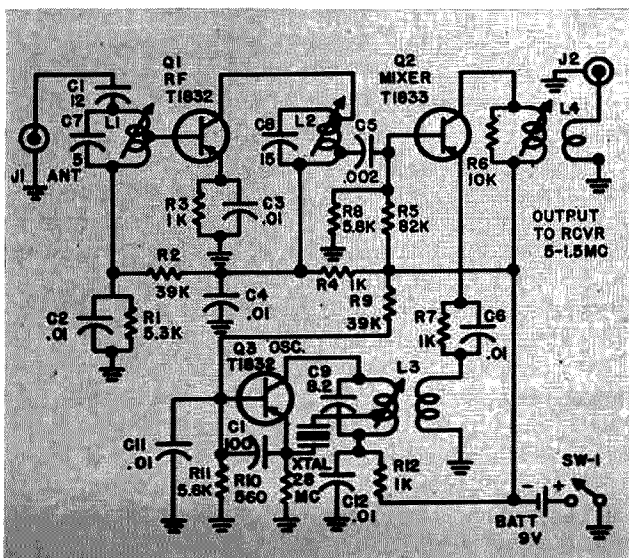 Q1
RF
T1832
Q2
MIXER
T1833
J2
C1
12
C7
5
L1
J1 ANT
C8
15
L2
C5
.002
R6
10K
L4
R3
1K
C3
.01
R8
5.8K
R5
82K
OUTPUT
TO RCVR
5-1.5MC
R2
39K
R4 1K
R9
39K
C2
.01
R1
5.3K
C4
.01
R7
1K
C6
.01
Q3 OSC.
T1832
C9
8.2
L3
C1
100
C11
.01
R11
5.6K
R10
560
XTAL
28
MC
C12
.01
R12
1K
SW-1
- +
BATT
9V